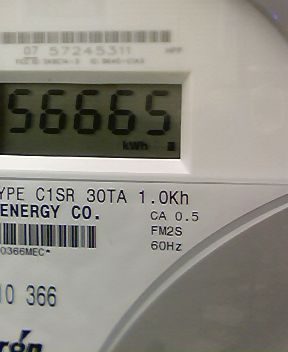 07 57245311
56665
kWh
YPE C1SR 30TA 1.0Kh
ENERGY CO.
CA 0.5
FM2S
60Hz
0366MEC*
10 366
rón